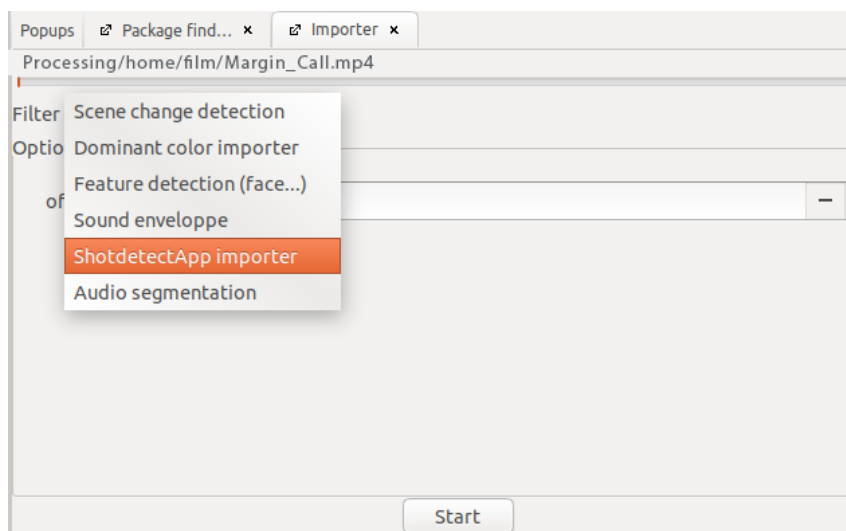 Popups Package find... × Importer ×
Processing/home/film/Margin_Call.mp4
Filter
Scene change detection
Optio
Dominant color importer
Feature detection (face...)
of
Sound enveloppe
ShotdetectApp importer
Audio segmentation
Start